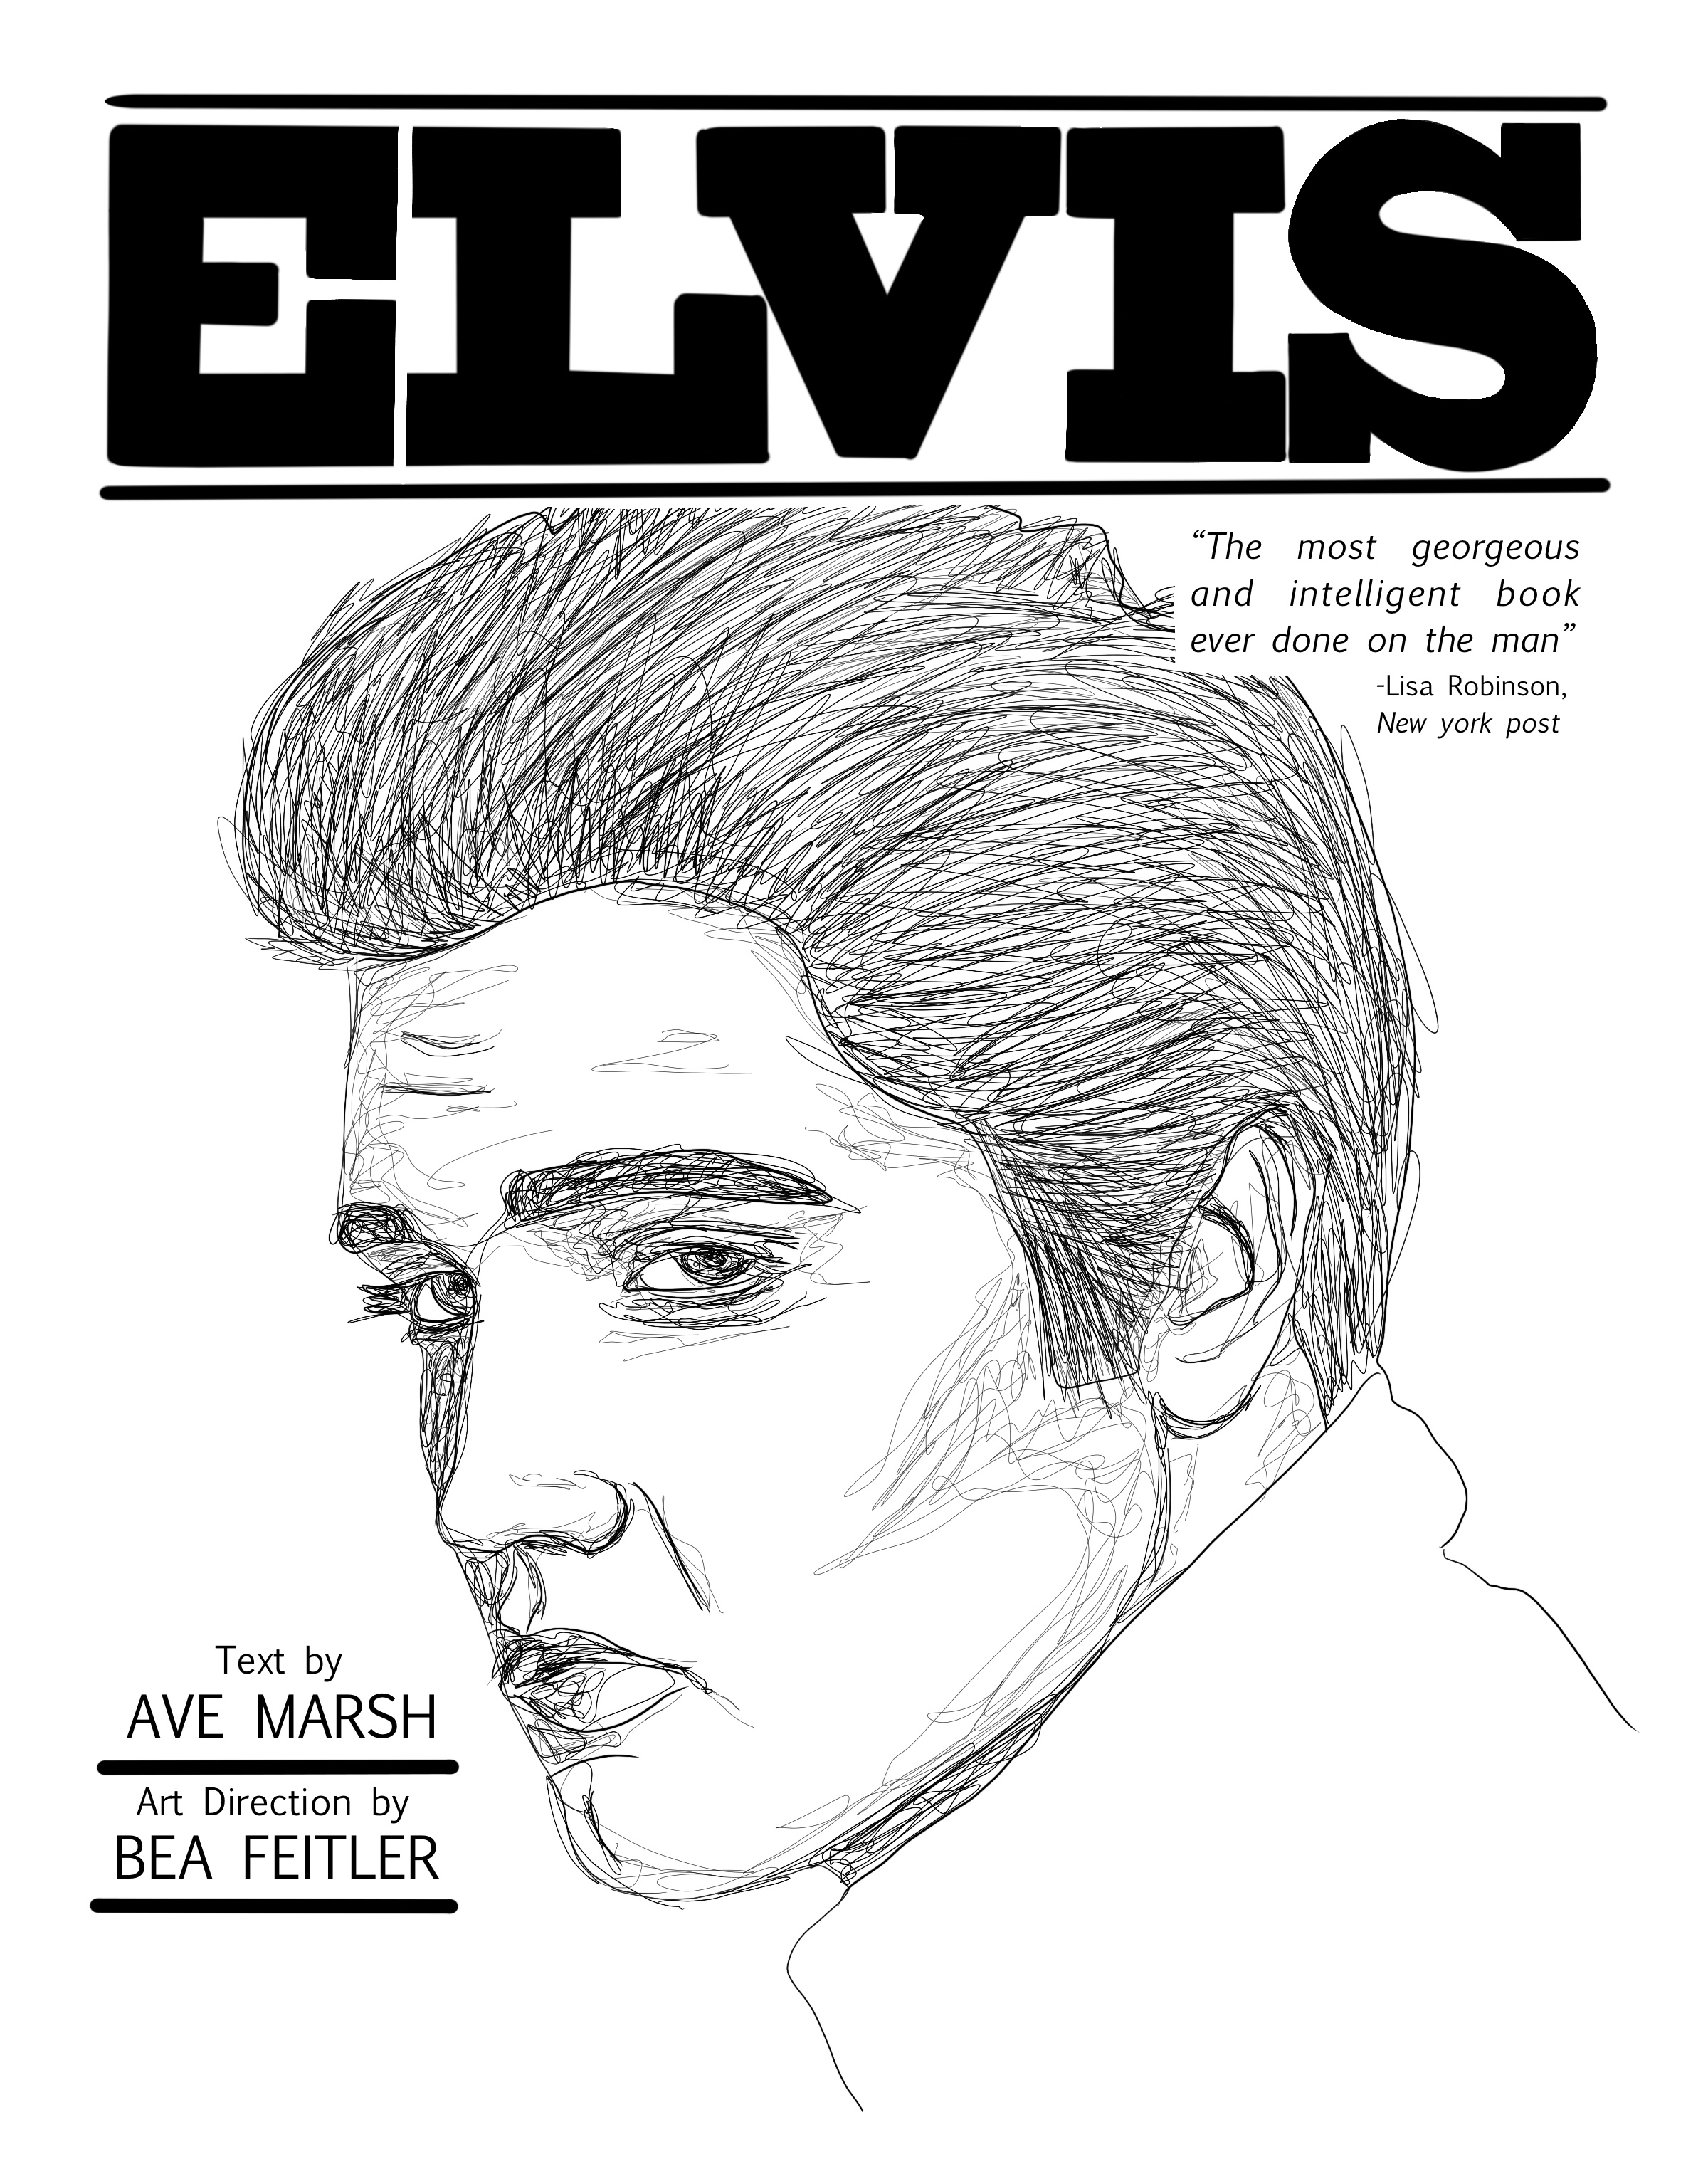 ELVIS
“The most georgeous
and intelligent book
ever done on the man”
-Lisa Robinson,
New york post
Text by
AVE MARSH
Art Direction by
BEA FEITLER